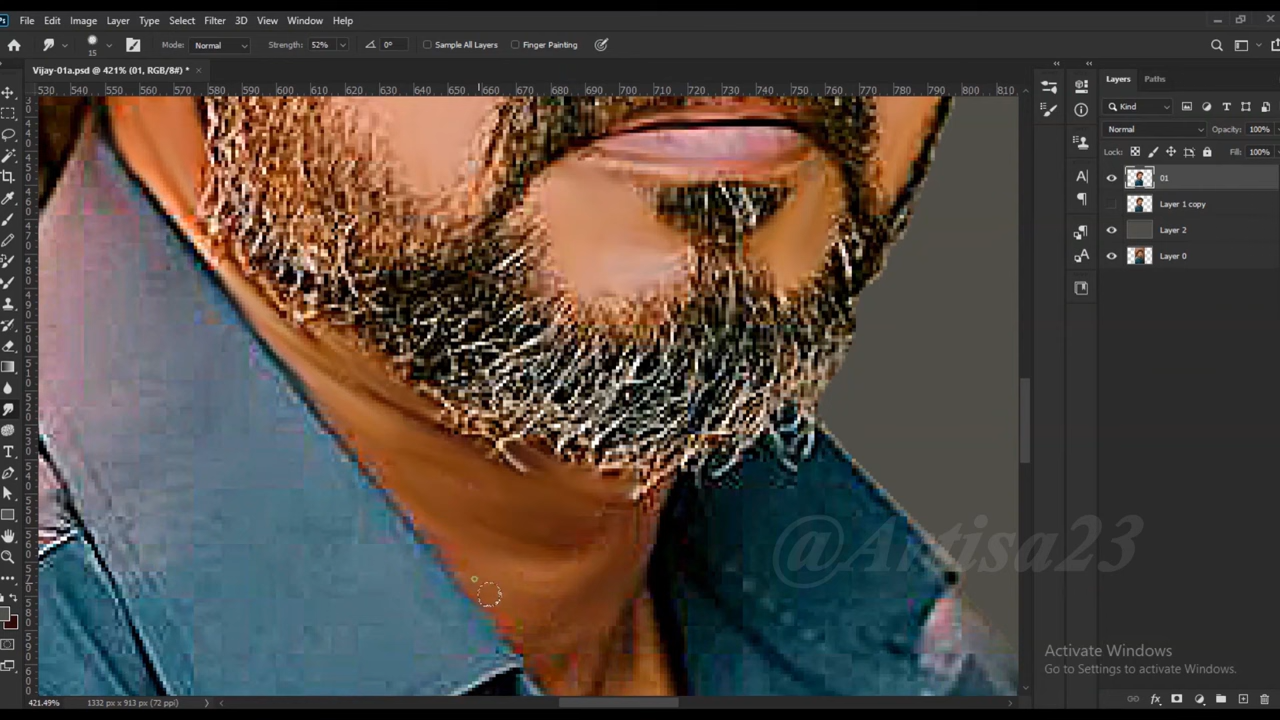 File Edit Image Layer Type Select Filter 3D View Window Help
15 Mode: Normal Strength: 52% 0° Sample All Layers Finger Painting
Vijay-01a.psd @ 421% (01, RGB/8#) * ×
530 540 550 560 570 580 590 600 610 620 630 640 650 660 670 680 690 700 710 720 730 740 750 760 770 780 790 800 810
Layers Paths
Kind
Normal Opacity: 100%
Lock: Fill: 100%
01
Layer 1 copy
Layer 2
Layer 0
@Artisa23
Activate Windows
Go to Settings to activate Windows.
421.49% 1332 px x 913 px (72 ppi)